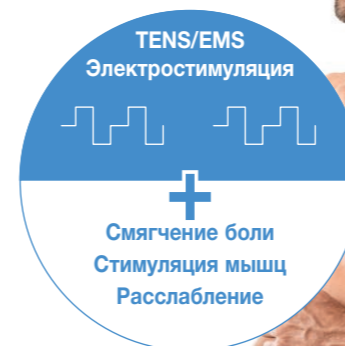 TENS/EMS
Электростимуляция
+
Смягчение боли
Стимуляция мышц
Расслабление